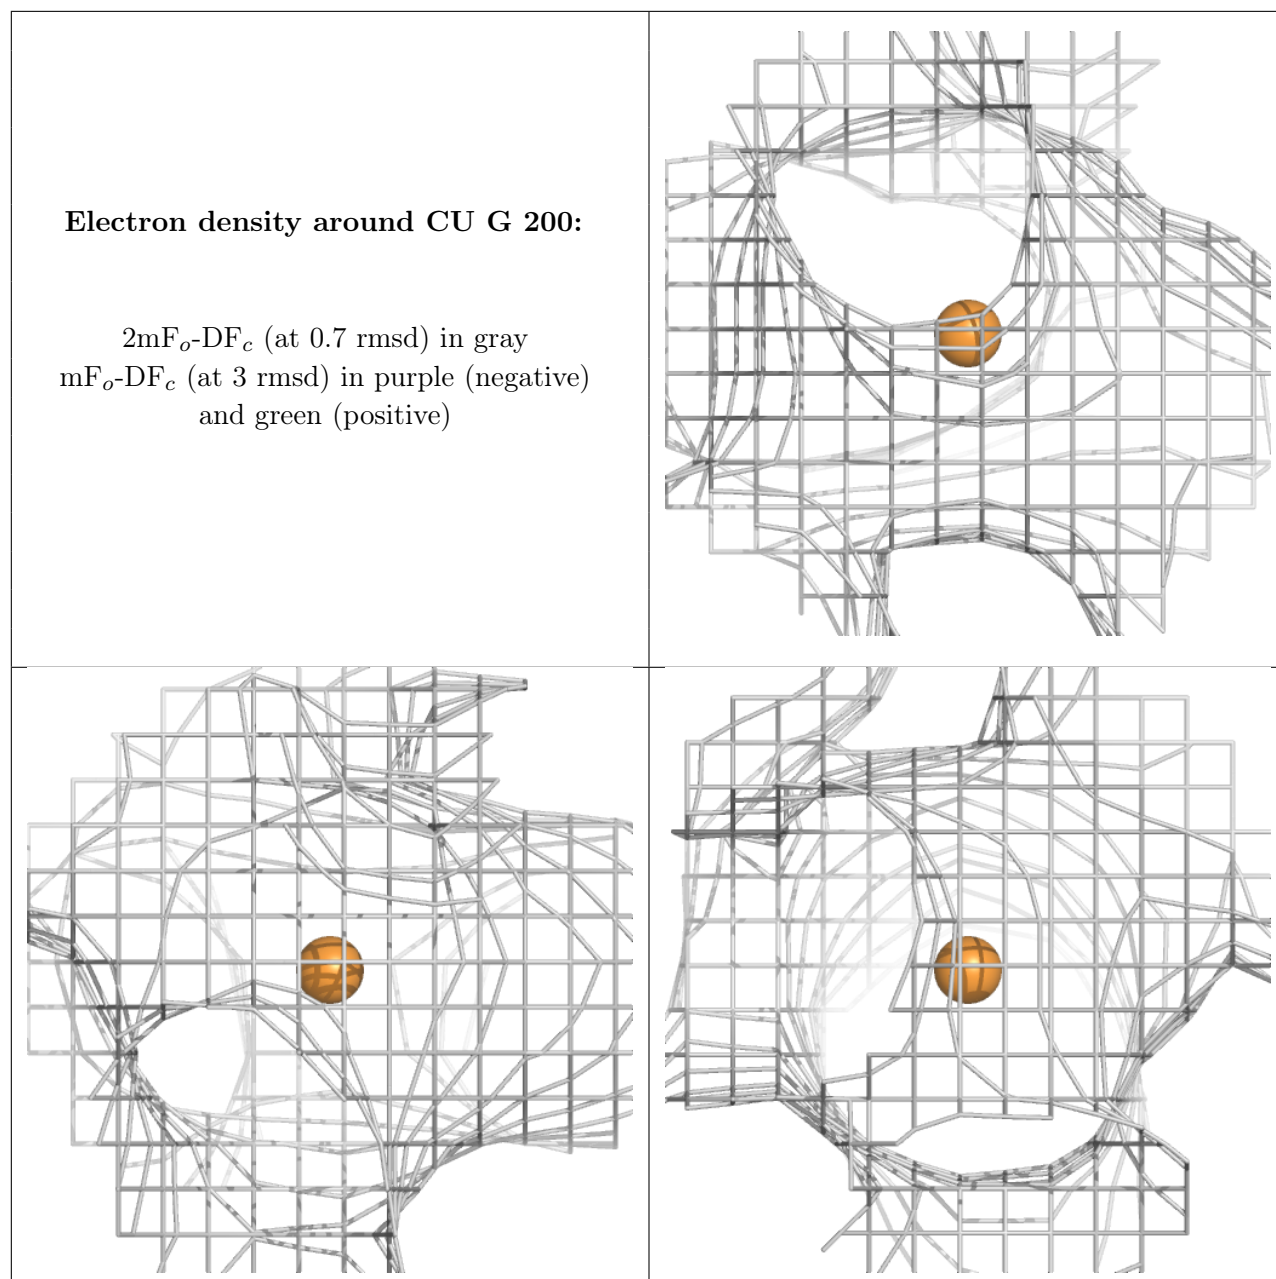 Electron density around CU G 200:
2mFo-DFc (at 0.7 rmsd) in gray
mFo-DFc (at 3 rmsd) in purple (negative)
and green (positive)